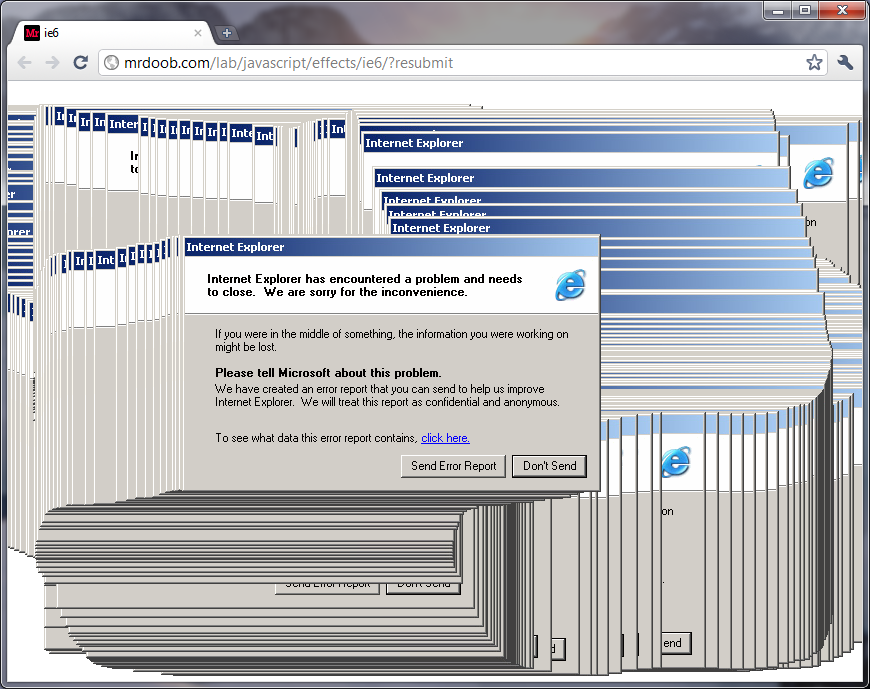 ie6
mrdoob.com/lab/javascript/effects/ie6/?resubmit
Internet Explorer
Internet Explorer
Internet Explorer
Internet Explorer
Internet Explorer
Internet Explorer
Internet Explorer has encountered a problem and needs
to close. We are sorry for the inconvenience.
If you were in the middle of something, the information you were working on
might be lost.
Please tell Microsoft about this problem.
We have created an error report that you can send to help us improve
Internet Explorer. We will treat this report as confidential and anonymous.
To see what data this error report contains, click here.
Send Error Report Don't Send
Send Error Report Don't Send